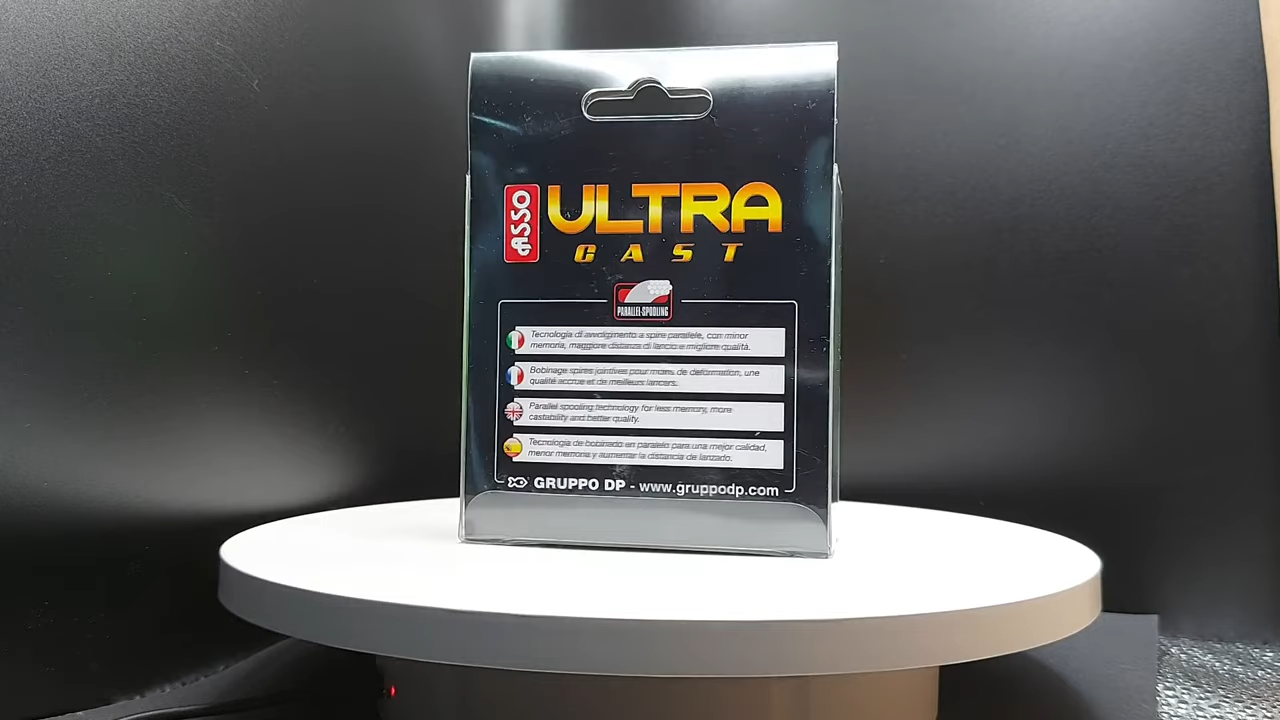 ASSO
ULTRA
CAST
PARALLEL-SPOOLING
Tecnologia di avvolgimento a spire parallele, con minor
memoria, maggiore distanza di lancio e migliore qualità.
Bobinage spires jointives pour moins de deformation, une
qualité accrue et de meilleurs lancers.
Parallel spooling technology for less memory, more
castability and better quality.
Tecnologia de bobinado en paralelo para una mejor calidad,
menor memoria y aumentar la distancia de lanzado.
GRUPPO DP - www.gruppodp.com